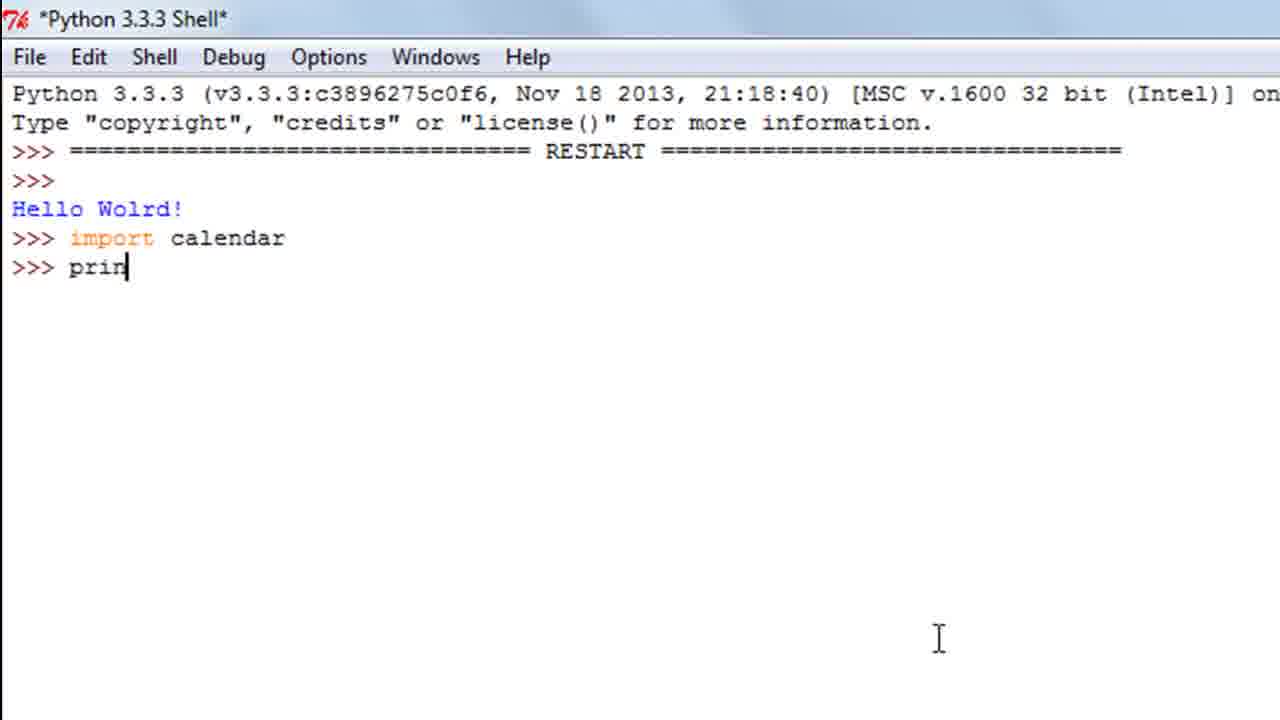 *Python 3.3.3 Shell*
File Edit Shell Debug Options Windows Help
Python 3.3.3 (v3.3.3:c3896275c0f6, Nov 18 2013, 21:18:40) [MSC v.1600 32 bit (Intel)] on
Type "copyright", "credits" or "license()" for more information.
>>> ================================ RESTART ================================
>>>
Hello Wolrd!
>>> import calendar
>>> prin